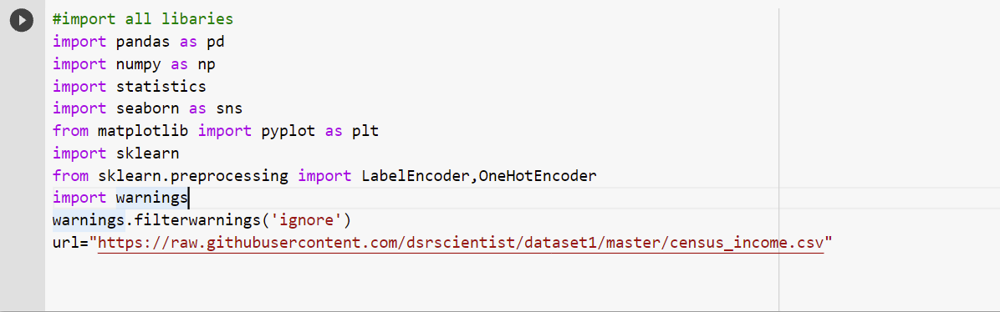 #import all libaries
import pandas as pd
import numpy as np
import statistics
import seaborn as sns
from matplotlib import pyplot as plt
import sklearn
from sklearn.preprocessing import LabelEncoder,OneHotEncoder
import warnings
warnings.filterwarnings('ignore')
url="https://raw.githubusercontent.com/dsrscientist/dataset1/master/census_income.csv"